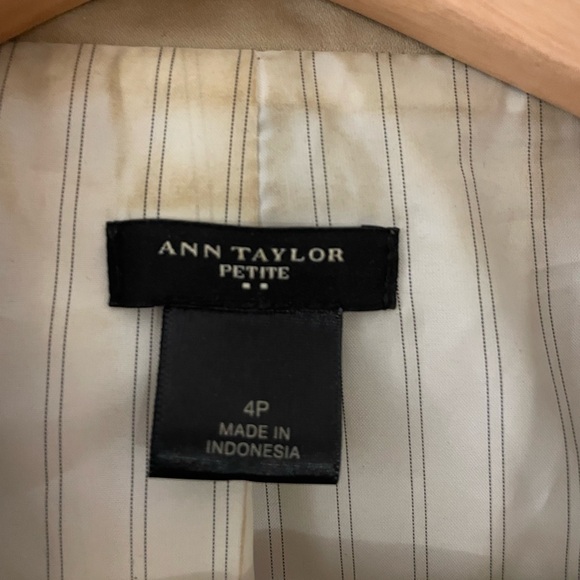 ANN TAYLOR
PETITE
4P
MADE IN
INDONESIA